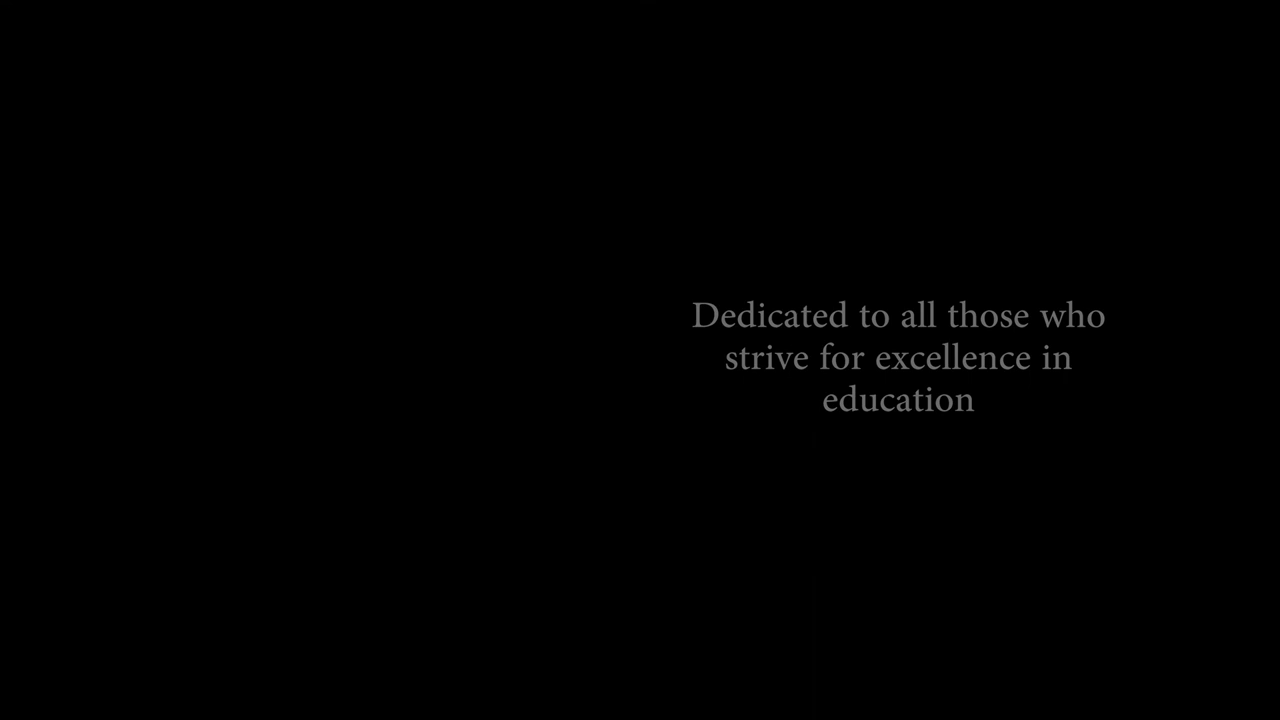 Dedicated to all those who
strive for excellence in
education